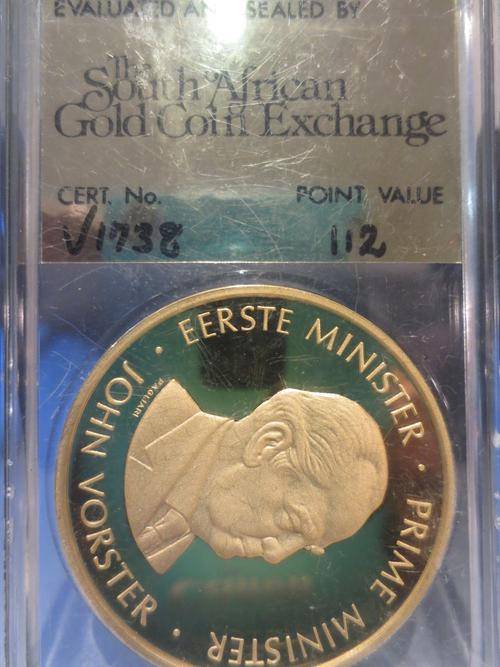 EVALUATED AND SEALED BY
The
South African
Gold Coin Exchange
CERT. No. POINT VALUE
V1738 112
JOHN VORSTER · EERSTE MINISTER · PRIME MINISTER ·
PAGLIARI